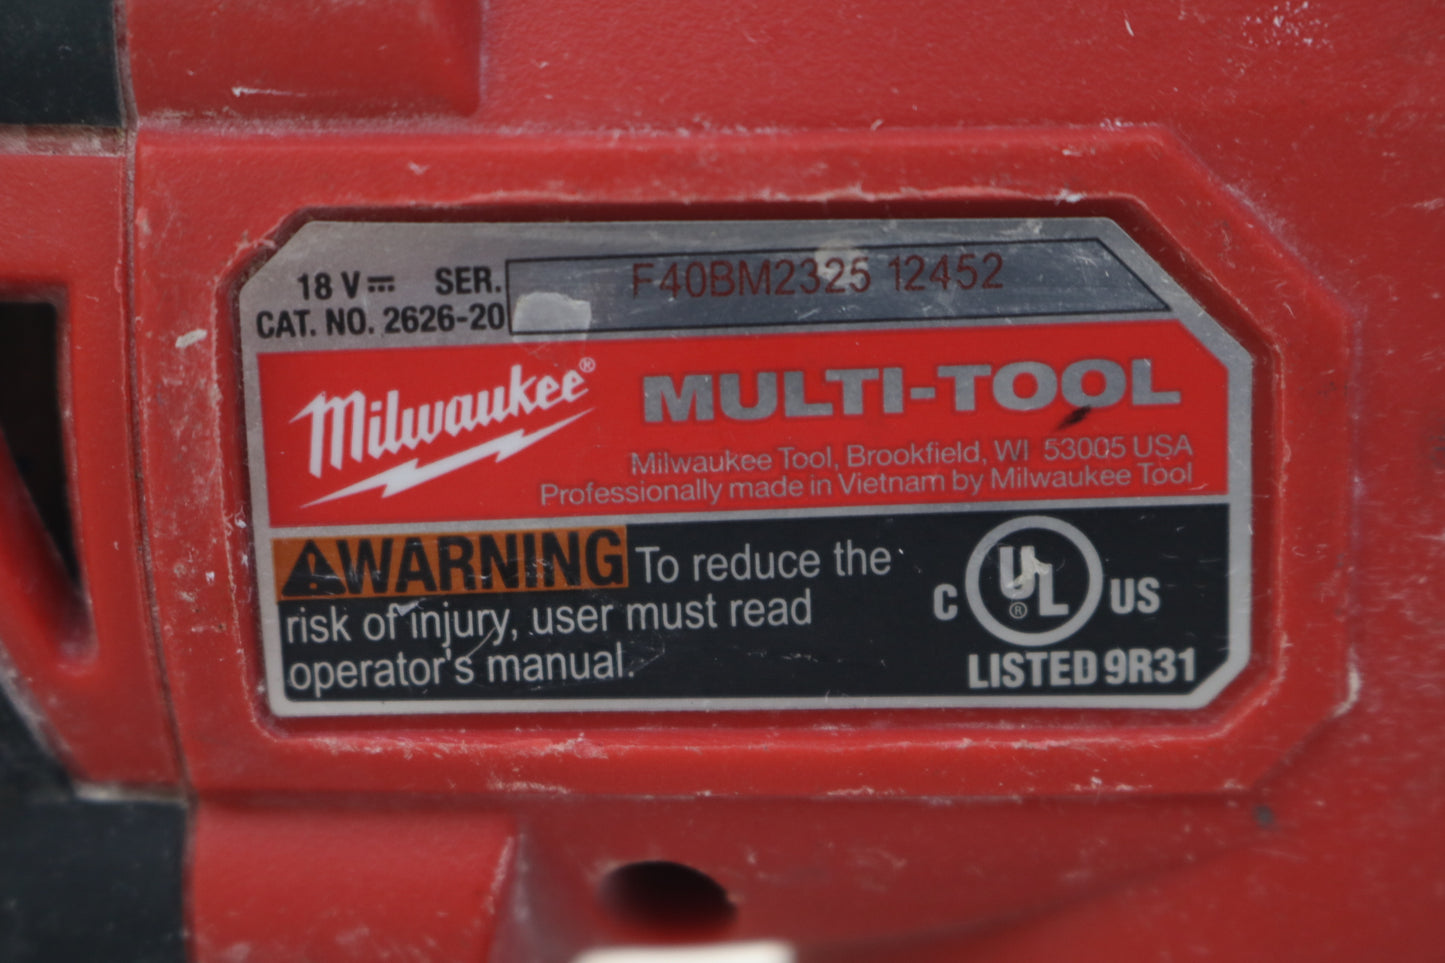 18 V SER. F40BM2325 12452
CAT. NO. 2626-20
Milwaukee® MULTI-TOOL
Milwaukee Tool, Brookfield, WI 53005 USA
Professionally made in Vietnam by Milwaukee Tool
WARNING To reduce the
risk of injury, user must read
operator's manual.
C UL® US
LISTED 9R31